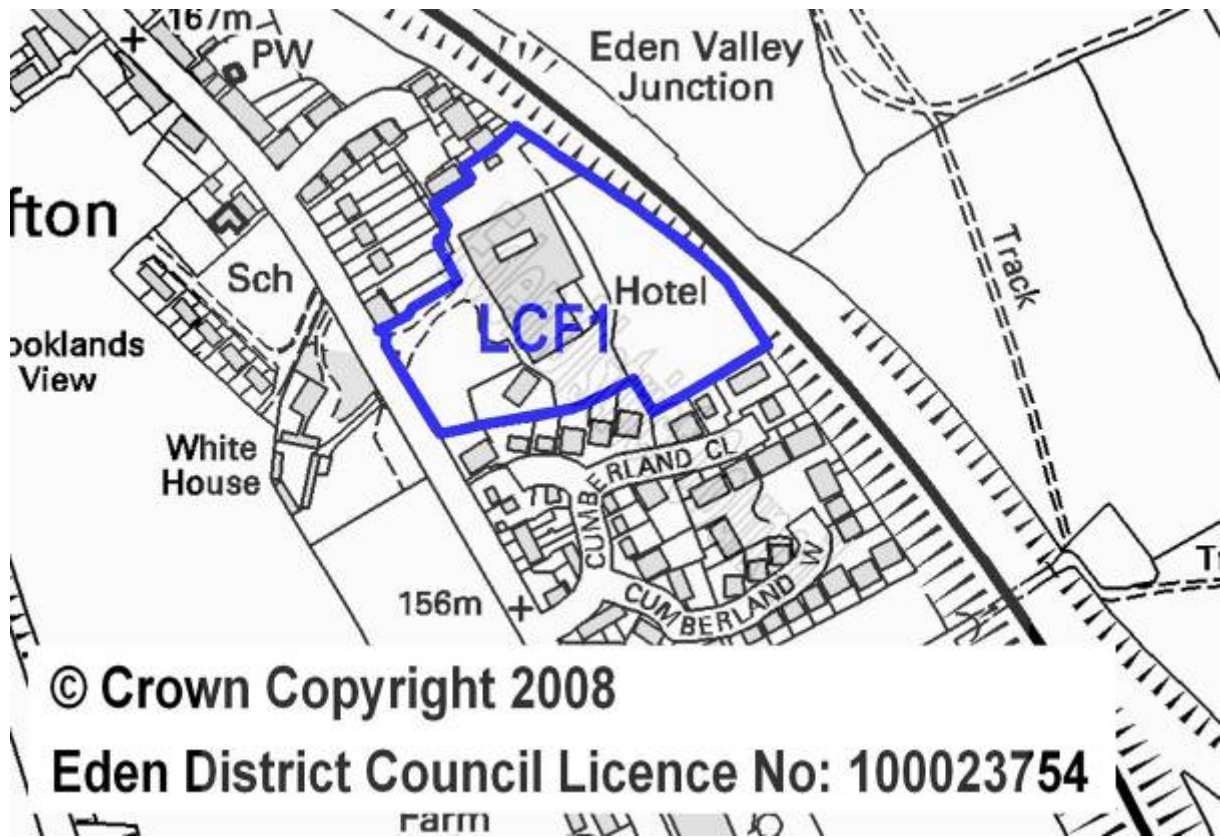 167m
PW
Eden Valley
Junction
fton
Sch
Track
Hotel
LCF1
ooklands
View
White
House
CUMBERLAND CL
CUMBERLAND W
156m
Tr
© Crown Copyright 2008
Eden District Council Licence No: 100023754
Farm